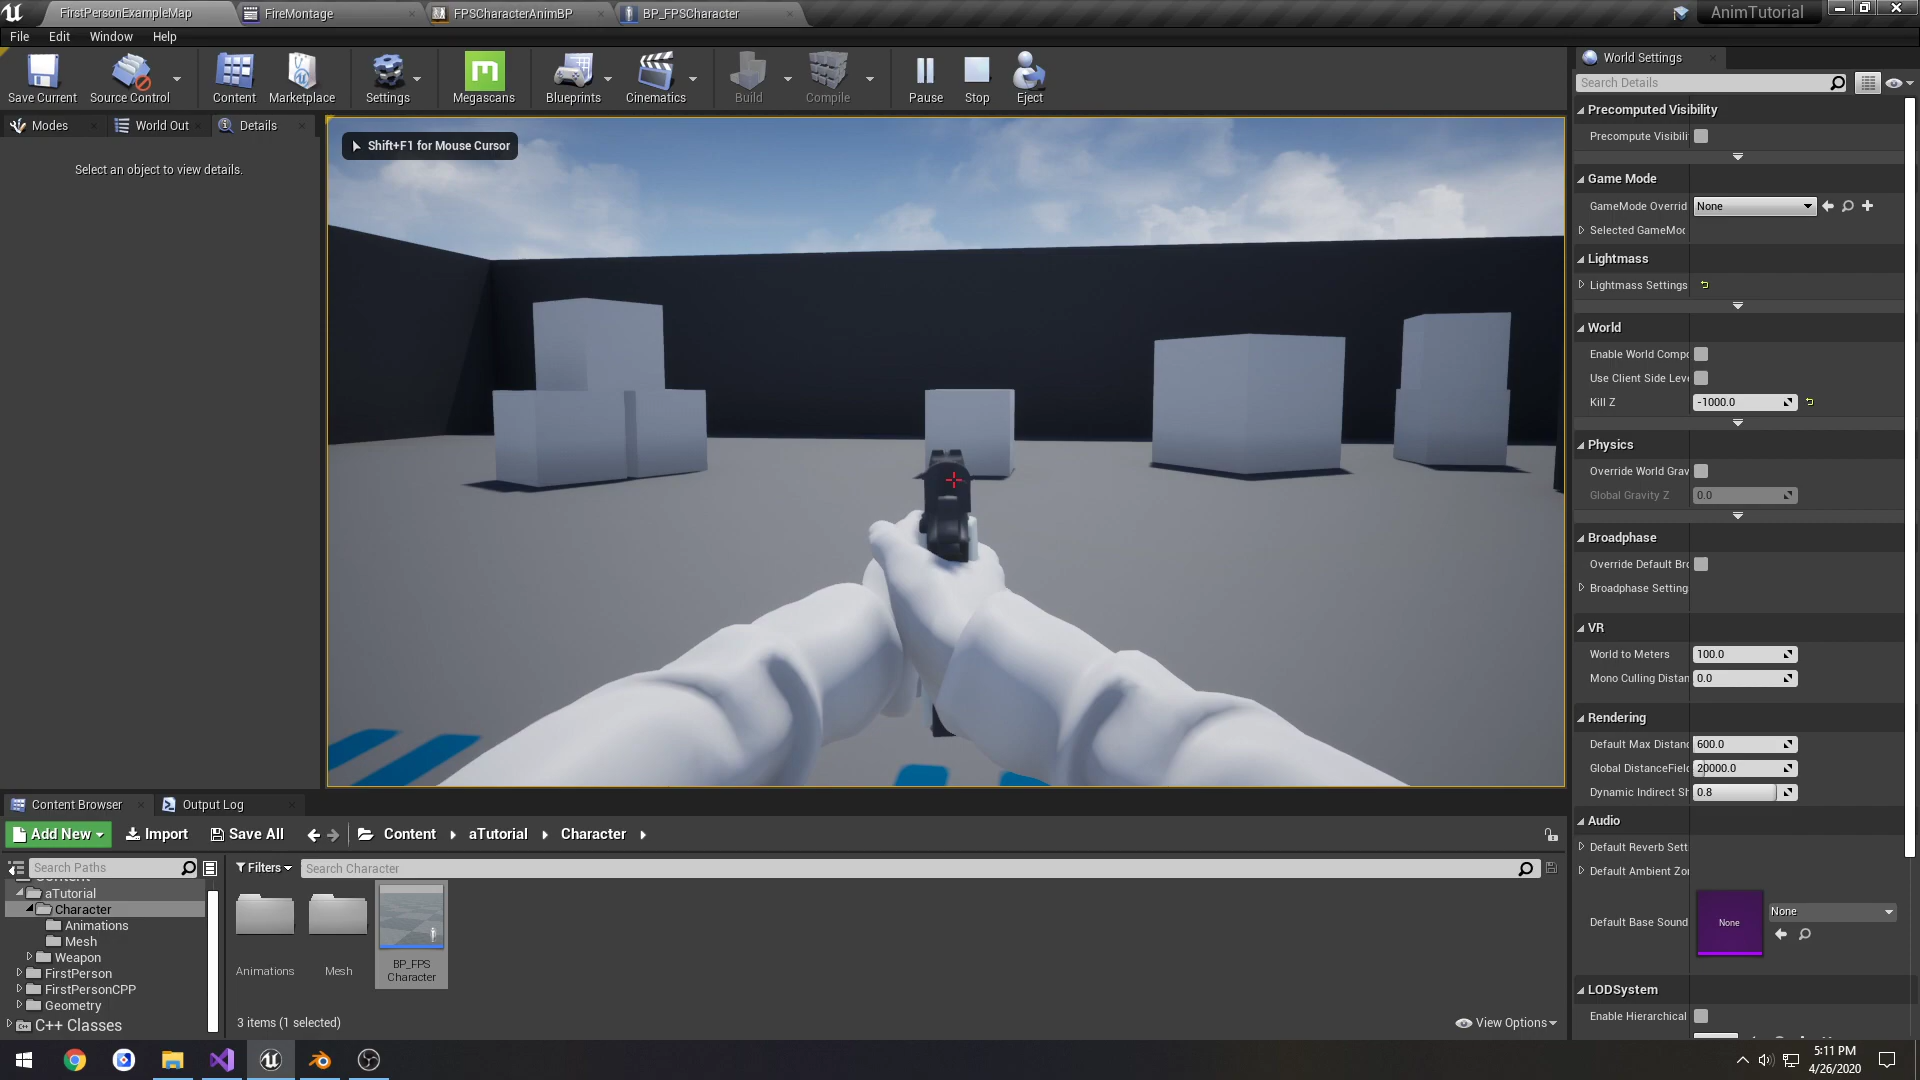 FirstPersonExampleMap
FireMontage
FPSCharacterAnimBP
BP_FPSCharacter
AnimTutorial
File
Edit
Window
Help
Save Current
Source Control
Content
Marketplace
Settings
Megascans
Blueprints
Cinematics
Build
Compile
Pause
Stop
Eject
Modes
World Out
Details
Select an object to view details.
Shift+F1 for Mouse Cursor
World Settings
Search Details
Precomputed Visibility
Precompute Visibili
Game Mode
GameMode Overrid
None
Selected GameMoc
Lightmass
Lightmass Settings
World
Enable World Compo
Use Client Side Leve
Kill Z
-1000.0
Physics
Override World Grav
Global Gravity Z
0.0
Broadphase
Override Default Bro
Broadphase Setting
VR
World to Meters
100.0
Mono Culling Distan
0.0
Rendering
Default Max Distanc
600.0
Global DistanceField
20000.0
Dynamic Indirect Sh
0.8
Audio
Default Reverb Sett
Default Ambient Zor
Default Base Sound
None
None
LODSystem
Enable Hierarchical
Content Browser
Output Log
Add New
Import
Save All
Content
aTutorial
Character
Search Paths
Filters
Search Character
aTutorial
Character
Animations
Mesh
Weapon
FirstPerson
FirstPersonCPP
Geometry
C++ Classes
Animations
Mesh
BP_FPS
Character
3 items (1 selected)
View Options
5:11 PM
4/26/2020